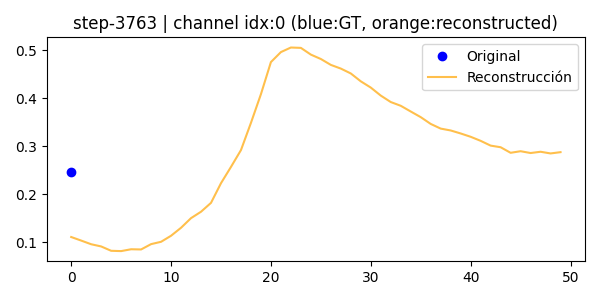 step-3763 | channel idx:0 (blue:GT, orange:reconstructed)
0.5
0.4
0.3
0.2
0.1
Original
Reconstrucción
0 10 20 30 40 50